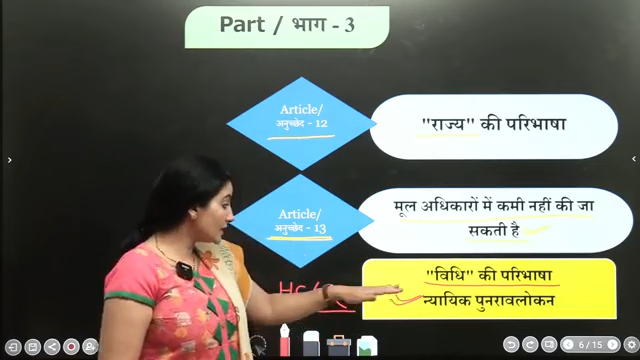 Part / भाग - 3
Article/
अनुच्छेद - 12
"राज्य" की परिभाषा
Article/
अनुच्छेद - 13
मूल अधिकारों में कमी नहीं की जा
सकती है
"विधि" की परिभाषा
न्यायिक पुनरावलोकन
6 / 15